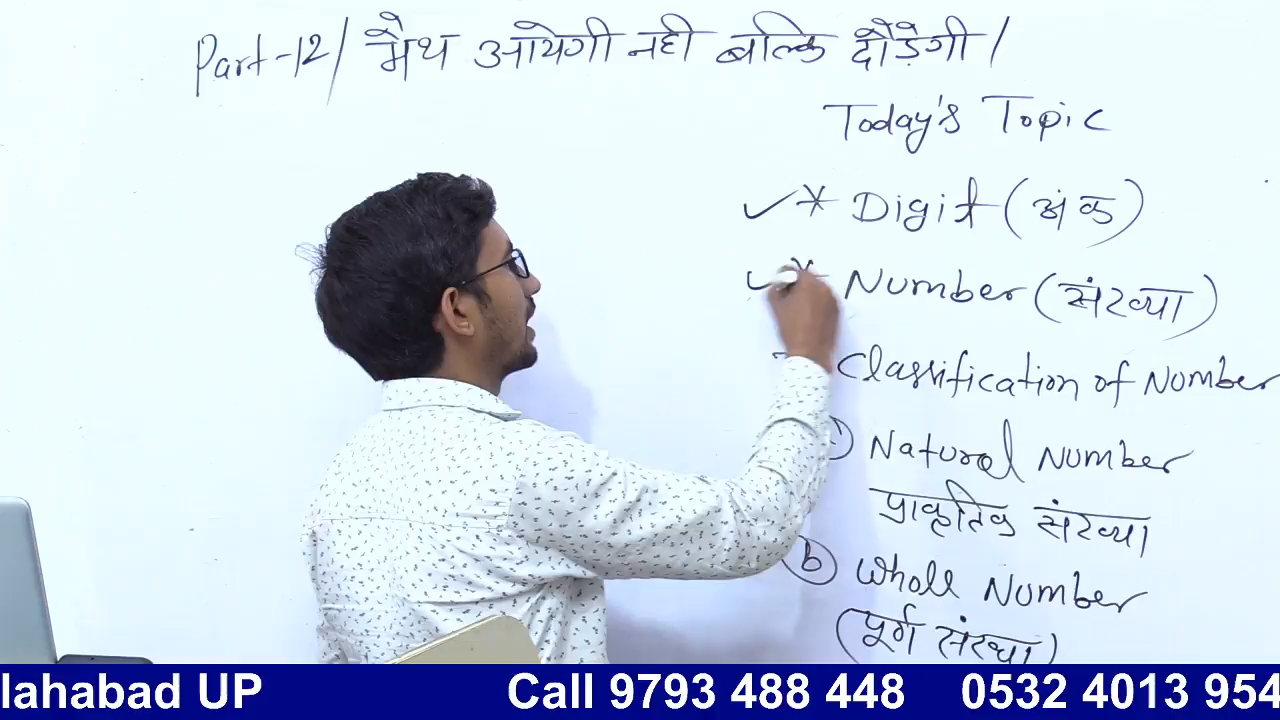 Part-12/ मैथ आयेगी नही बल्कि दौड़ेगी/
Today's Topic
* Digit (अंक)
* Number (संख्या)
Classification of Number
Natural Number
प्राकृतिक संख्या
b Whole Number
(पूर्ण संख्या)
lahabad UP Call 9793 488 448 0532 4013 954